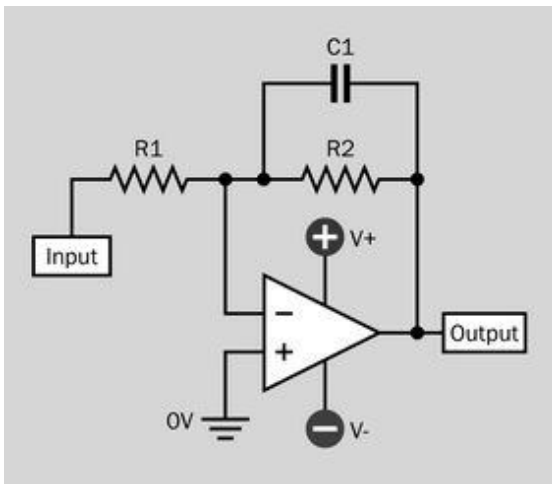 C1
R1
R2
V+
Input
Output
0V
V-